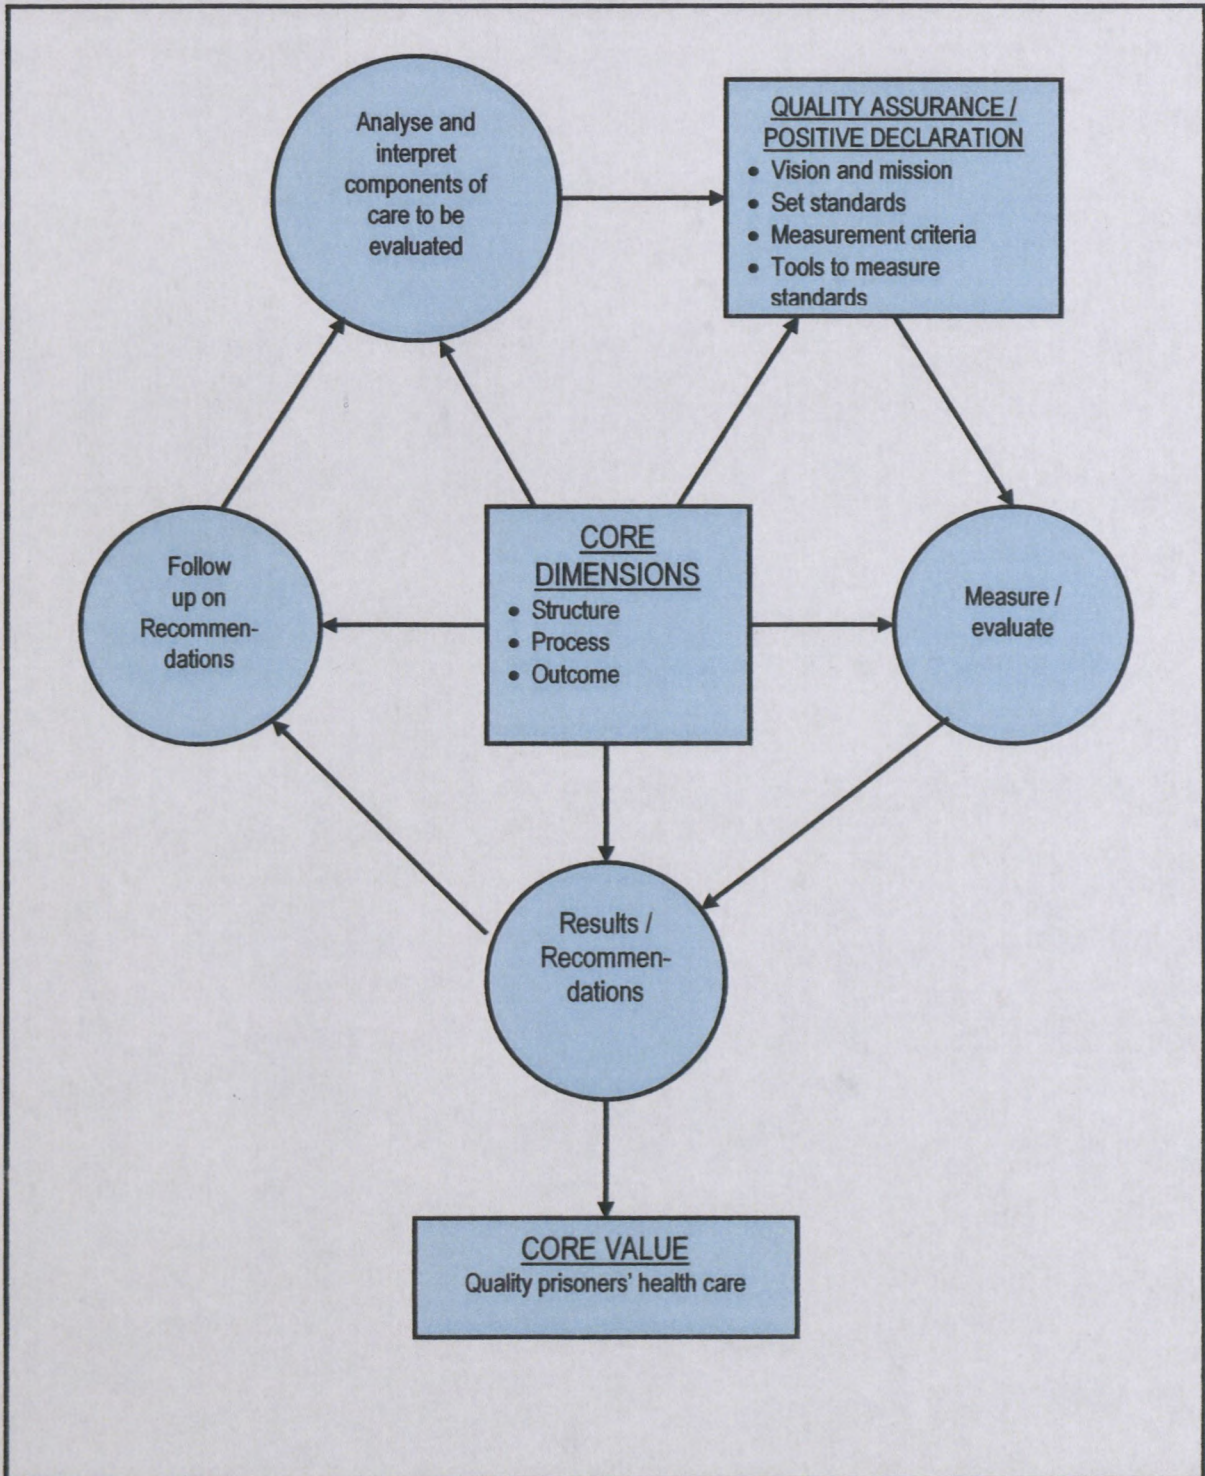 Analyse and
interpret
components of
care to be
evaluated
QUALITY ASSURANCE /
POSITIVE DECLARATION
• Vision and mission
• Set standards
• Measurement criteria
• Tools to measure
standards
Follow
up on
Recommen-
dations
CORE
DIMENSIONS
• Structure
• Process
• Outcome
Measure /
evaluate
Results /
Recommen-
dations
CORE VALUE
Quality prisoners' health care